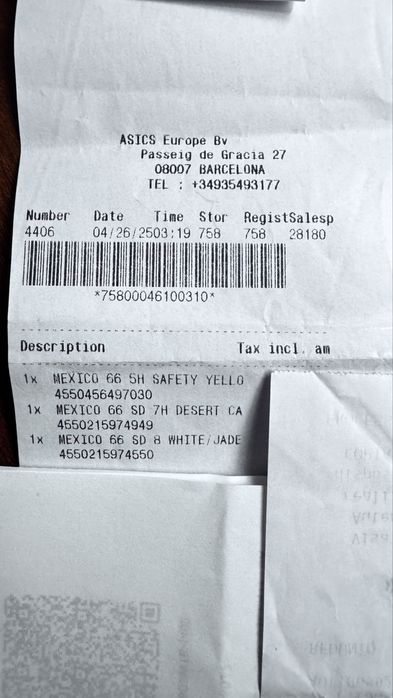 ASICS Europe Bv
Passeig de Gracia 27
08007 BARCELONA
TEL : +34935493177
Number Date Time Stor RegistSalesp
4406 04/26/2503:19 758 758 28180
*75800046100310*
Description Tax incl. am
1x MEXICO 66 5H SAFETY YELLO
4550456497030
1x MEXICO 66 SD 7H DESERT CA
4550215974949
1x MEXICO 66 SD 8 WHITE/JADE
4550215974550